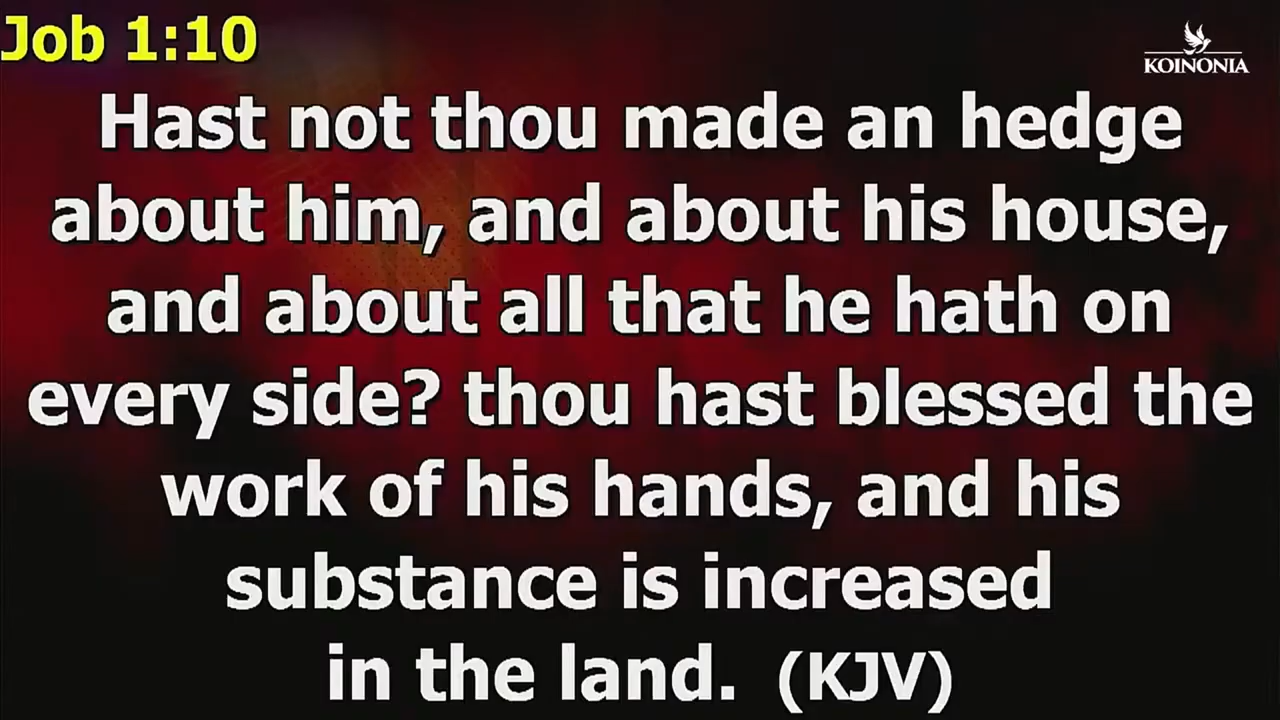 Job 1:10
KOINONIA
Hast not thou made an hedge
about him, and about his house,
and about all that he hath on
every side? thou hast blessed the
work of his hands, and his
substance is increased
in the land. (KJV)